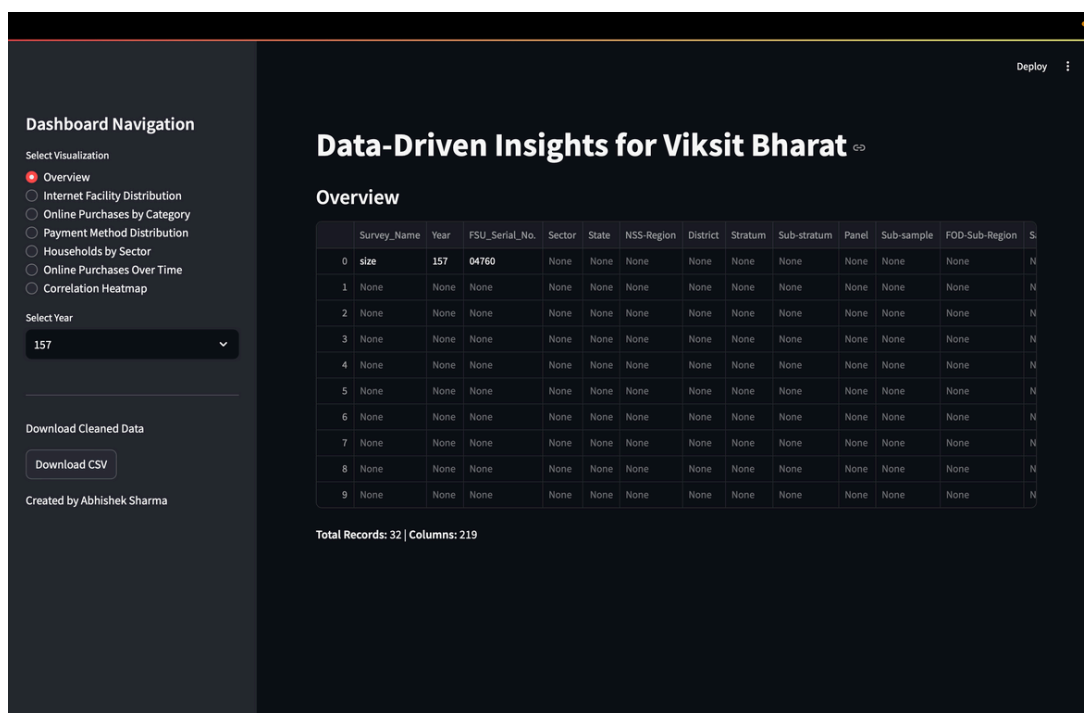 Deploy
Dashboard Navigation
Select Visualization
Overview
Internet Facility Distribution
Online Purchases by Category
Payment Method Distribution
Households by Sector
Online Purchases Over Time
Correlation Heatmap
Select Year
157
Download Cleaned Data
Download CSV
Created by Abhishek Sharma
Data-Driven Insights for Viksit Bharat
Overview
Survey_Name Year FSU_Serial_No. Sector State NSS-Region District Stratum Sub-stratum Panel Sub-sample FOD-Sub-Region
0 size 157 04760 None None None None None None None None None N
1 None None None None None None None None None None None None N
2 None None None None None None None None None None None None N
3 None None None None None None None None None None None None N
4 None None None None None None None None None None None None N
5 None None None None None None None None None None None None N
6 None None None None None None None None None None None None N
7 None None None None None None None None None None None None N
8 None None None None None None None None None None None None N
9 None None None None None None None None None None None None N
Total Records: 32 | Columns: 219